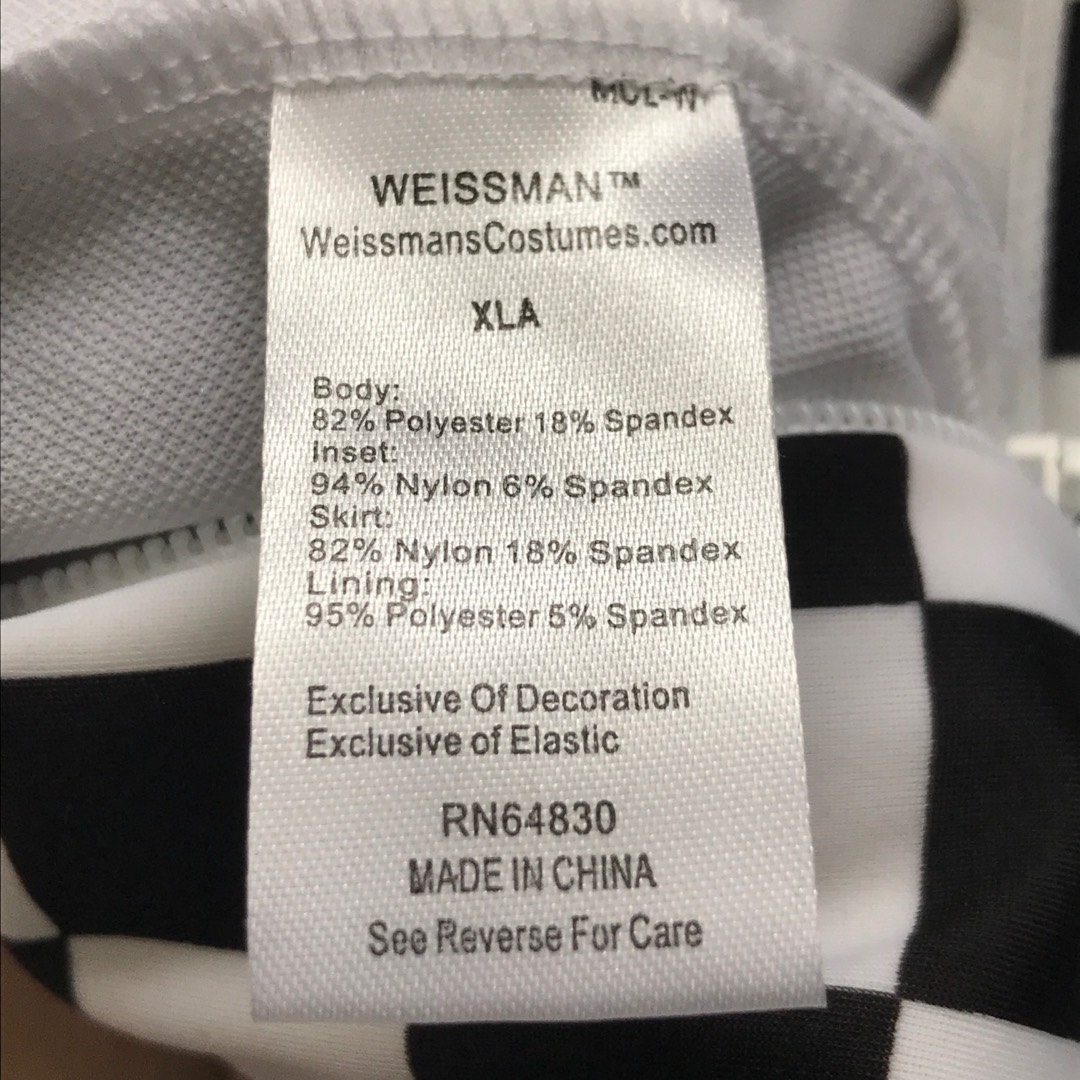 WEISSMAN™
WeissmansCostumes.com
XLA
Body:
82% Polyester 18% Spandex
Inset:
94% Nylon 6% Spandex
Skirt:
82% Nylon 18% Spandex
Lining:
95% Polyester 5% Spandex
Exclusive Of Decoration
Exclusive of Elastic
RN64830
MADE IN CHINA
See Reverse For Care